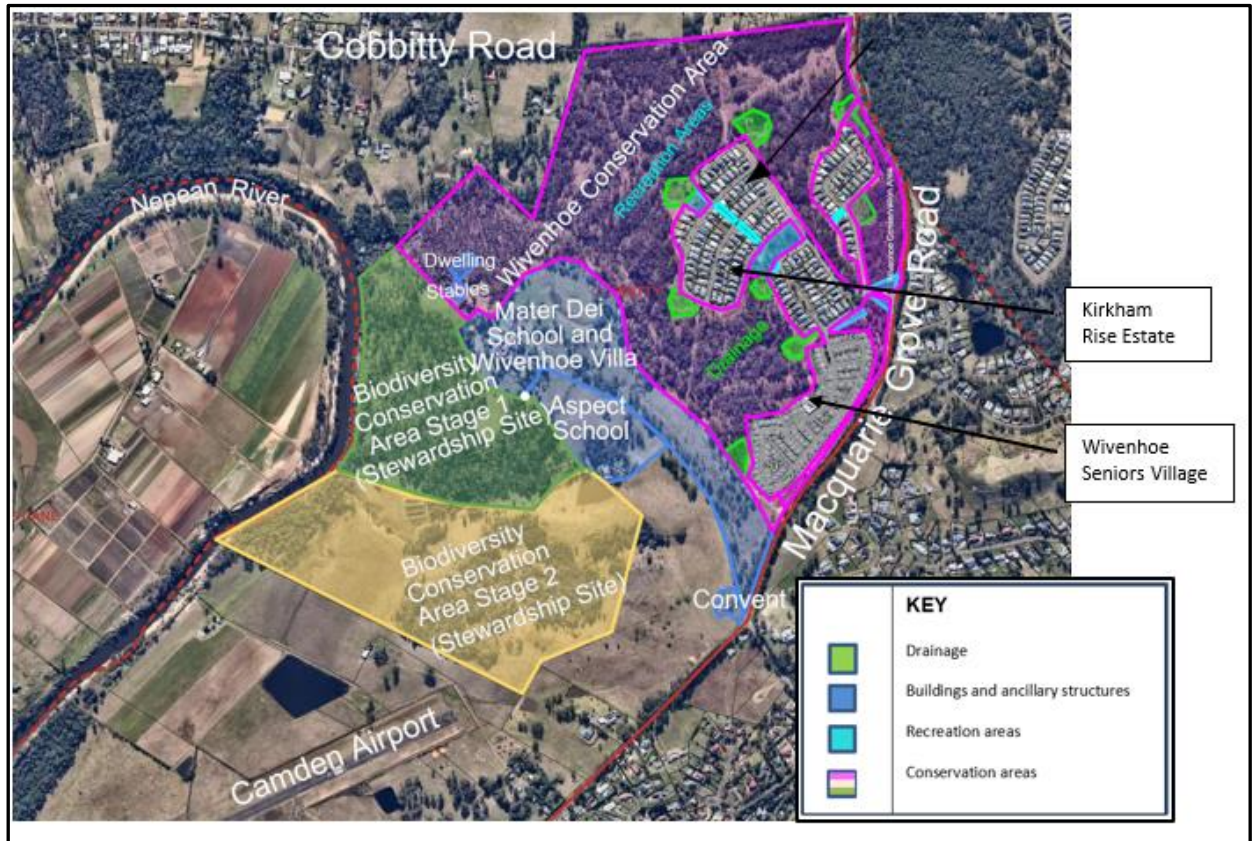 Cobbitty Road
Nepean River
Wivenhoe Conservation Area
Recreation Areas
Dwelling
Stables
Mater Dei
School and
Wivenhoe Villa
Biodiversity
Conservation
Area Stage 1
(Stewardship Site)
Aspect
School
Drainage
Conservation Area
Macquarie Grove Road
Kirkham
Rise Estate
Wivenhoe
Seniors Village
Biodiversity
Conservation
Area Stage 2
(Stewardship Site)
Convent
Camden Airport
KEY
Drainage
Buildings and ancillary structures
Recreation areas
Conservation areas